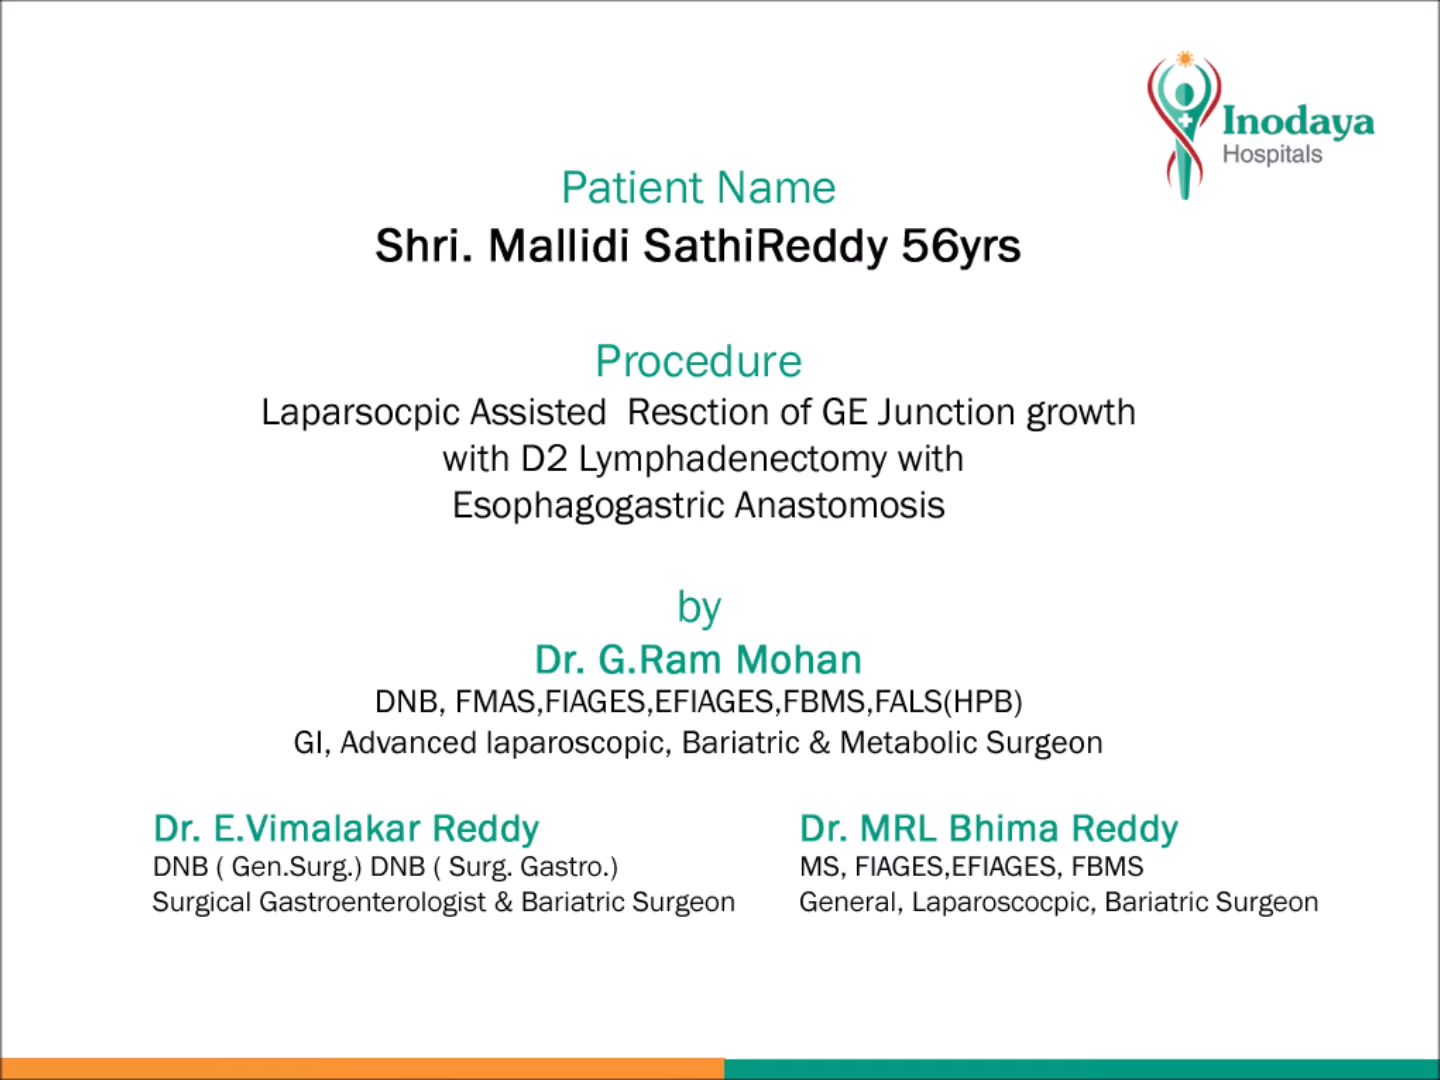 Inodaya
Hospitals
Patient Name
Shri. Mallidi SathiReddy 56yrs
Procedure
Laparsocpic Assisted  Resction of GE Junction growth
with D2 Lymphadenectomy with
Esophagogastric Anastomosis
by
Dr. G.Ram Mohan
DNB, FMAS,FIAGES,EFIAGES,FBMS,FALS(HPB)
GI, Advanced laparoscopic, Bariatric & Metabolic Surgeon
Dr. E.Vimalakar Reddy
DNB ( Gen.Surg.) DNB ( Surg. Gastro.)
Surgical Gastroenterologist & Bariatric Surgeon
Dr. MRL Bhima Reddy
MS, FIAGES,EFIAGES, FBMS
General, Laparoscocpic, Bariatric Surgeon